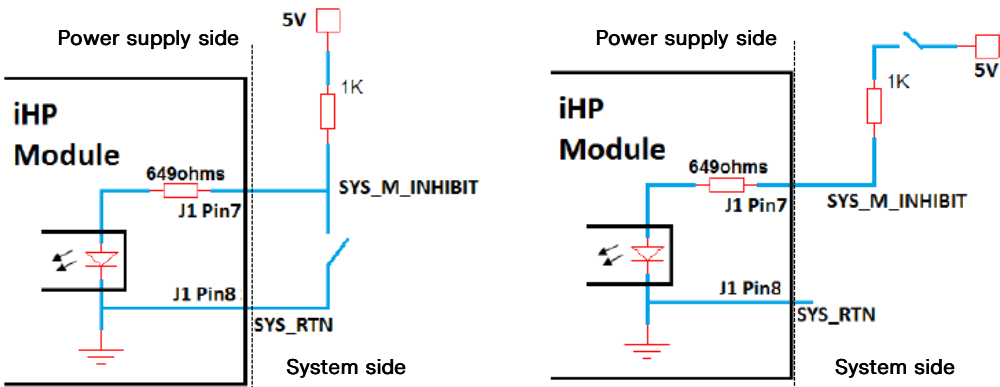 5V
Power supply side
1K
iHP
Module
649ohms
SYS_M_INHIBIT
J1 Pin7
J1 Pin8
SYS_RTN
System side
Power supply side
5V
1K
iHP
Module
649ohms
J1 Pin7
SYS_M_INHIBIT
J1 Pin8
SYS_RTN
System side